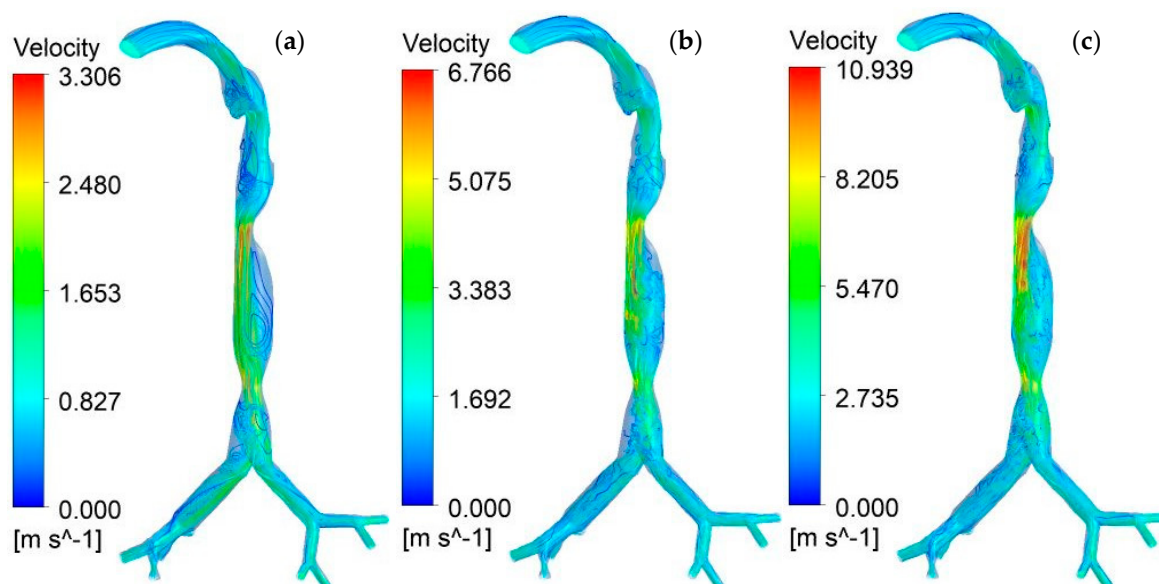 (a)
Velocity
3.306
2.480
1.653
0.827
0.000
[m s^-1]
(b)
Velocity
6.766
5.075
3.383
1.692
0.000
[m s^-1]
(c)
Velocity
10.939
8.205
5.470
2.735
0.000
[m s^-1]